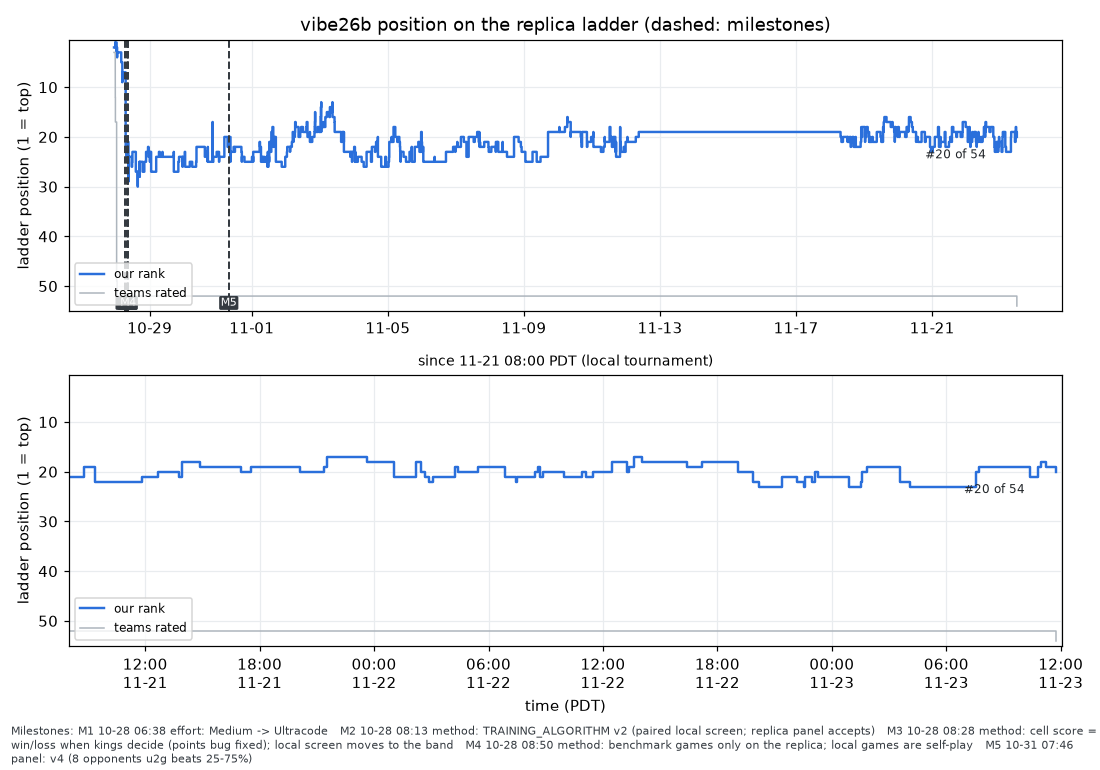 vibe26b position on the replica ladder (dashed: milestones)
ladder position (1 = top)
10
20
30
40
50
#20 of 54
our rank
teams rated
M5
10-29
11-01
11-05
11-09
11-13
11-17
11-21
since 11-21 08:00 PDT (local tournament)
ladder position (1 = top)
10
20
30
40
50
#20 of 54
our rank
teams rated
12:00
11-21
18:00
11-21
00:00
11-22
06:00
11-22
12:00
11-22
18:00
11-22
00:00
11-23
06:00
11-23
12:00
11-23
time (PDT)
Milestones: M1 10-28 06:38 effort: Medium -> Ultracode M2 10-28 08:13 method: TRAINING_ALGORITHM v2 (paired local screen; replica panel accepts) M3 10-28 08:28 method: cell score =
win/loss when kings decide (points bug fixed); local screen moves to the band M4 10-28 08:50 method: benchmark games only on the replica; local games are self-play M5 10-31 07:46
panel: v4 (8 opponents u2g beats 25-75%)